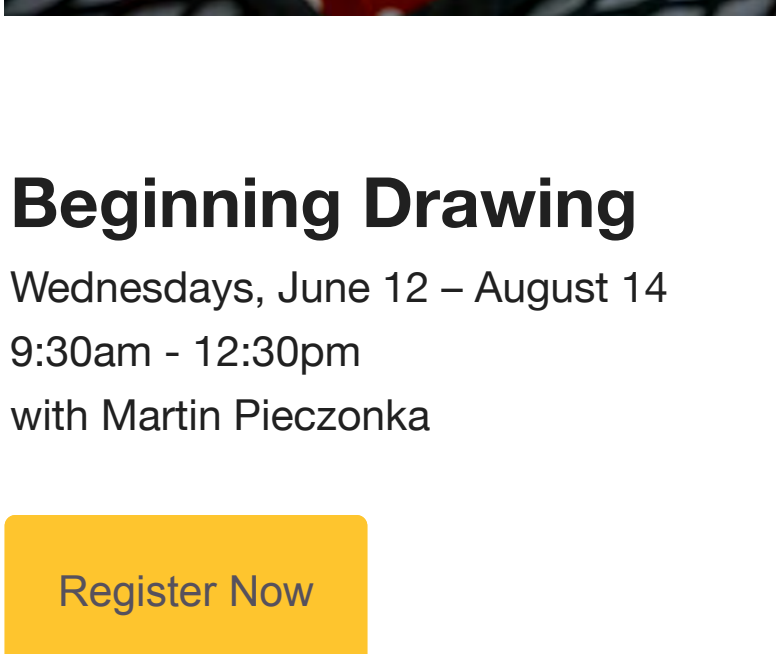 Beginning Drawing
Wednesdays, June 12 – August 14
9:30am - 12:30pm
with Martin Pieczonka
Register Now